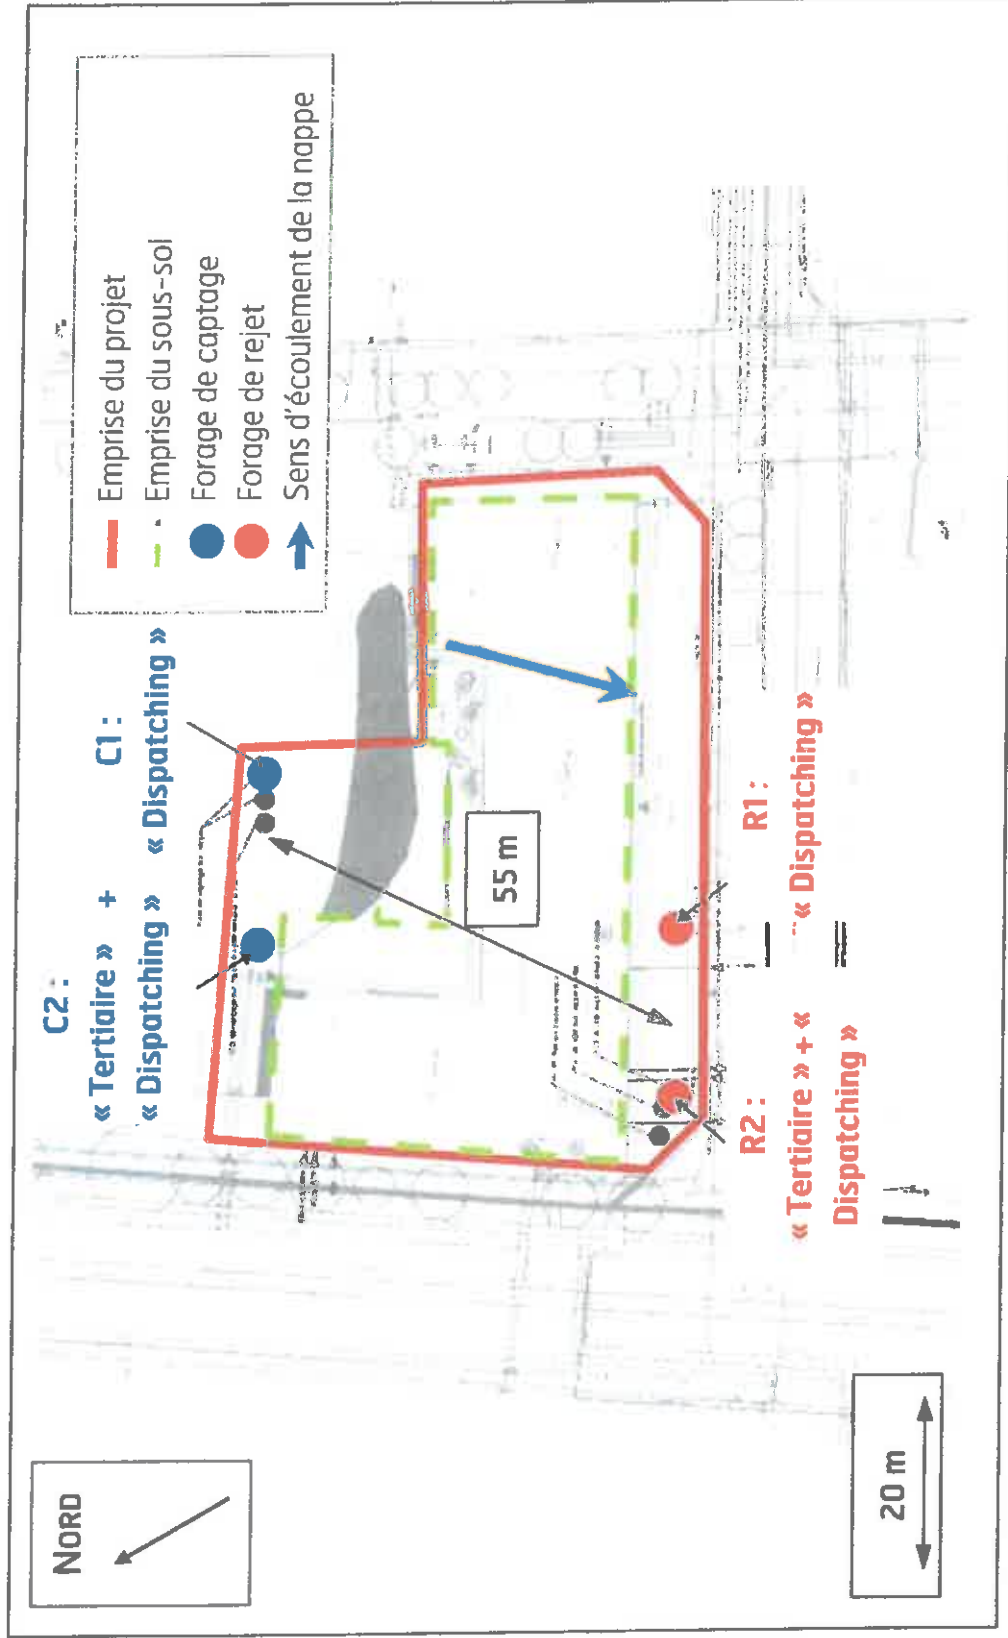 NORD
C2 :
« Tertiaire » +
« Dispatching »
C1 :
« Dispatching »
Emprise du projet
Emprise du sous-sol
Forage de captage
Forage de rejet
Sens d'écoulement de la nappe
55 m
R2 :
« Tertiaire » + «
Dispatching »
R1 :
« Dispatching »
20 m